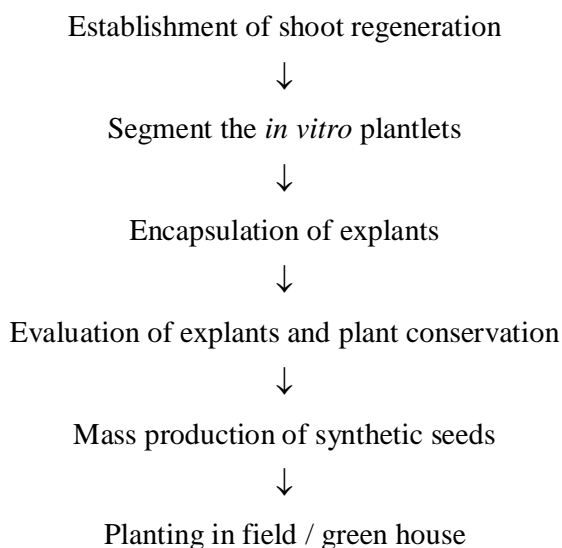 Establishment of shoot regeneration
↓
Segment the in vitro plantlets
↓
Encapsulation of explants
↓
Evaluation of explants and plant conservation
↓
Mass production of synthetic seeds
↓
Planting in field / green house